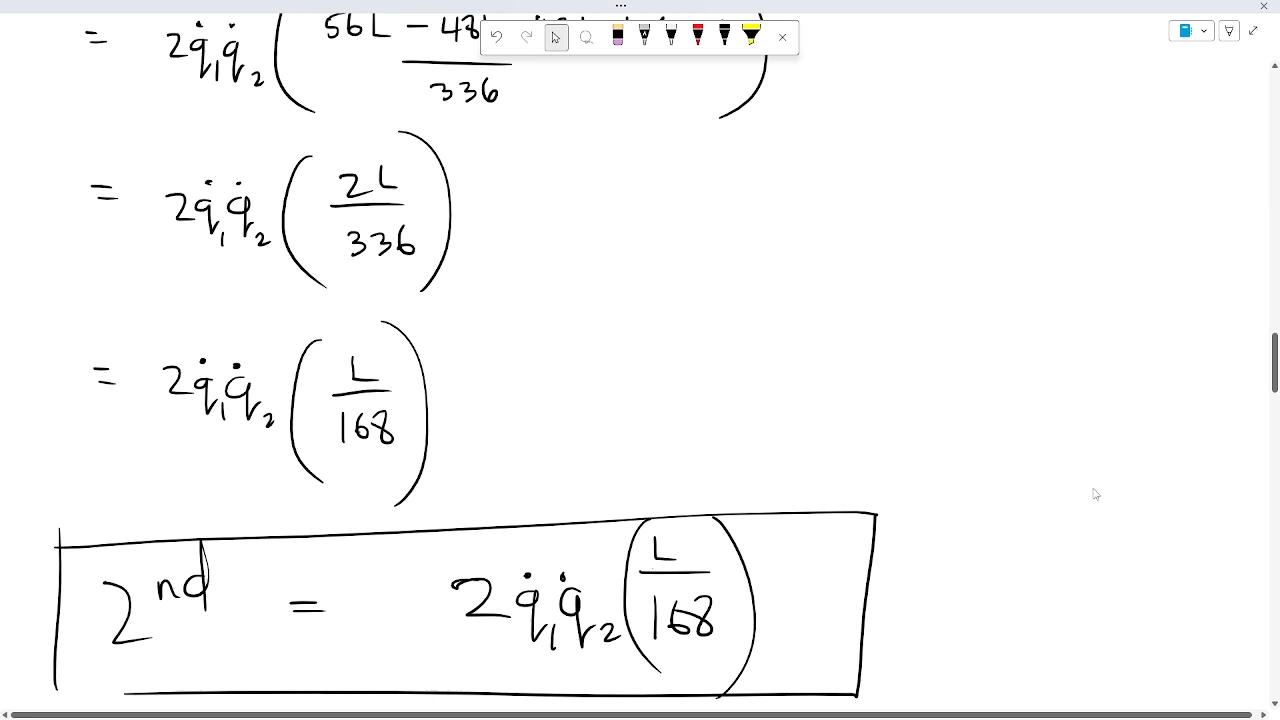 = 2q̇₁q̇₂ ( 56L − 48L / 336 )
= 2q̇₁q̇₂ ( 2L / 336 )
= 2q̇₁q̇₂ ( L / 168 )
2ⁿᵈ = 2q̇₁q̇₂ ( L / 168 )